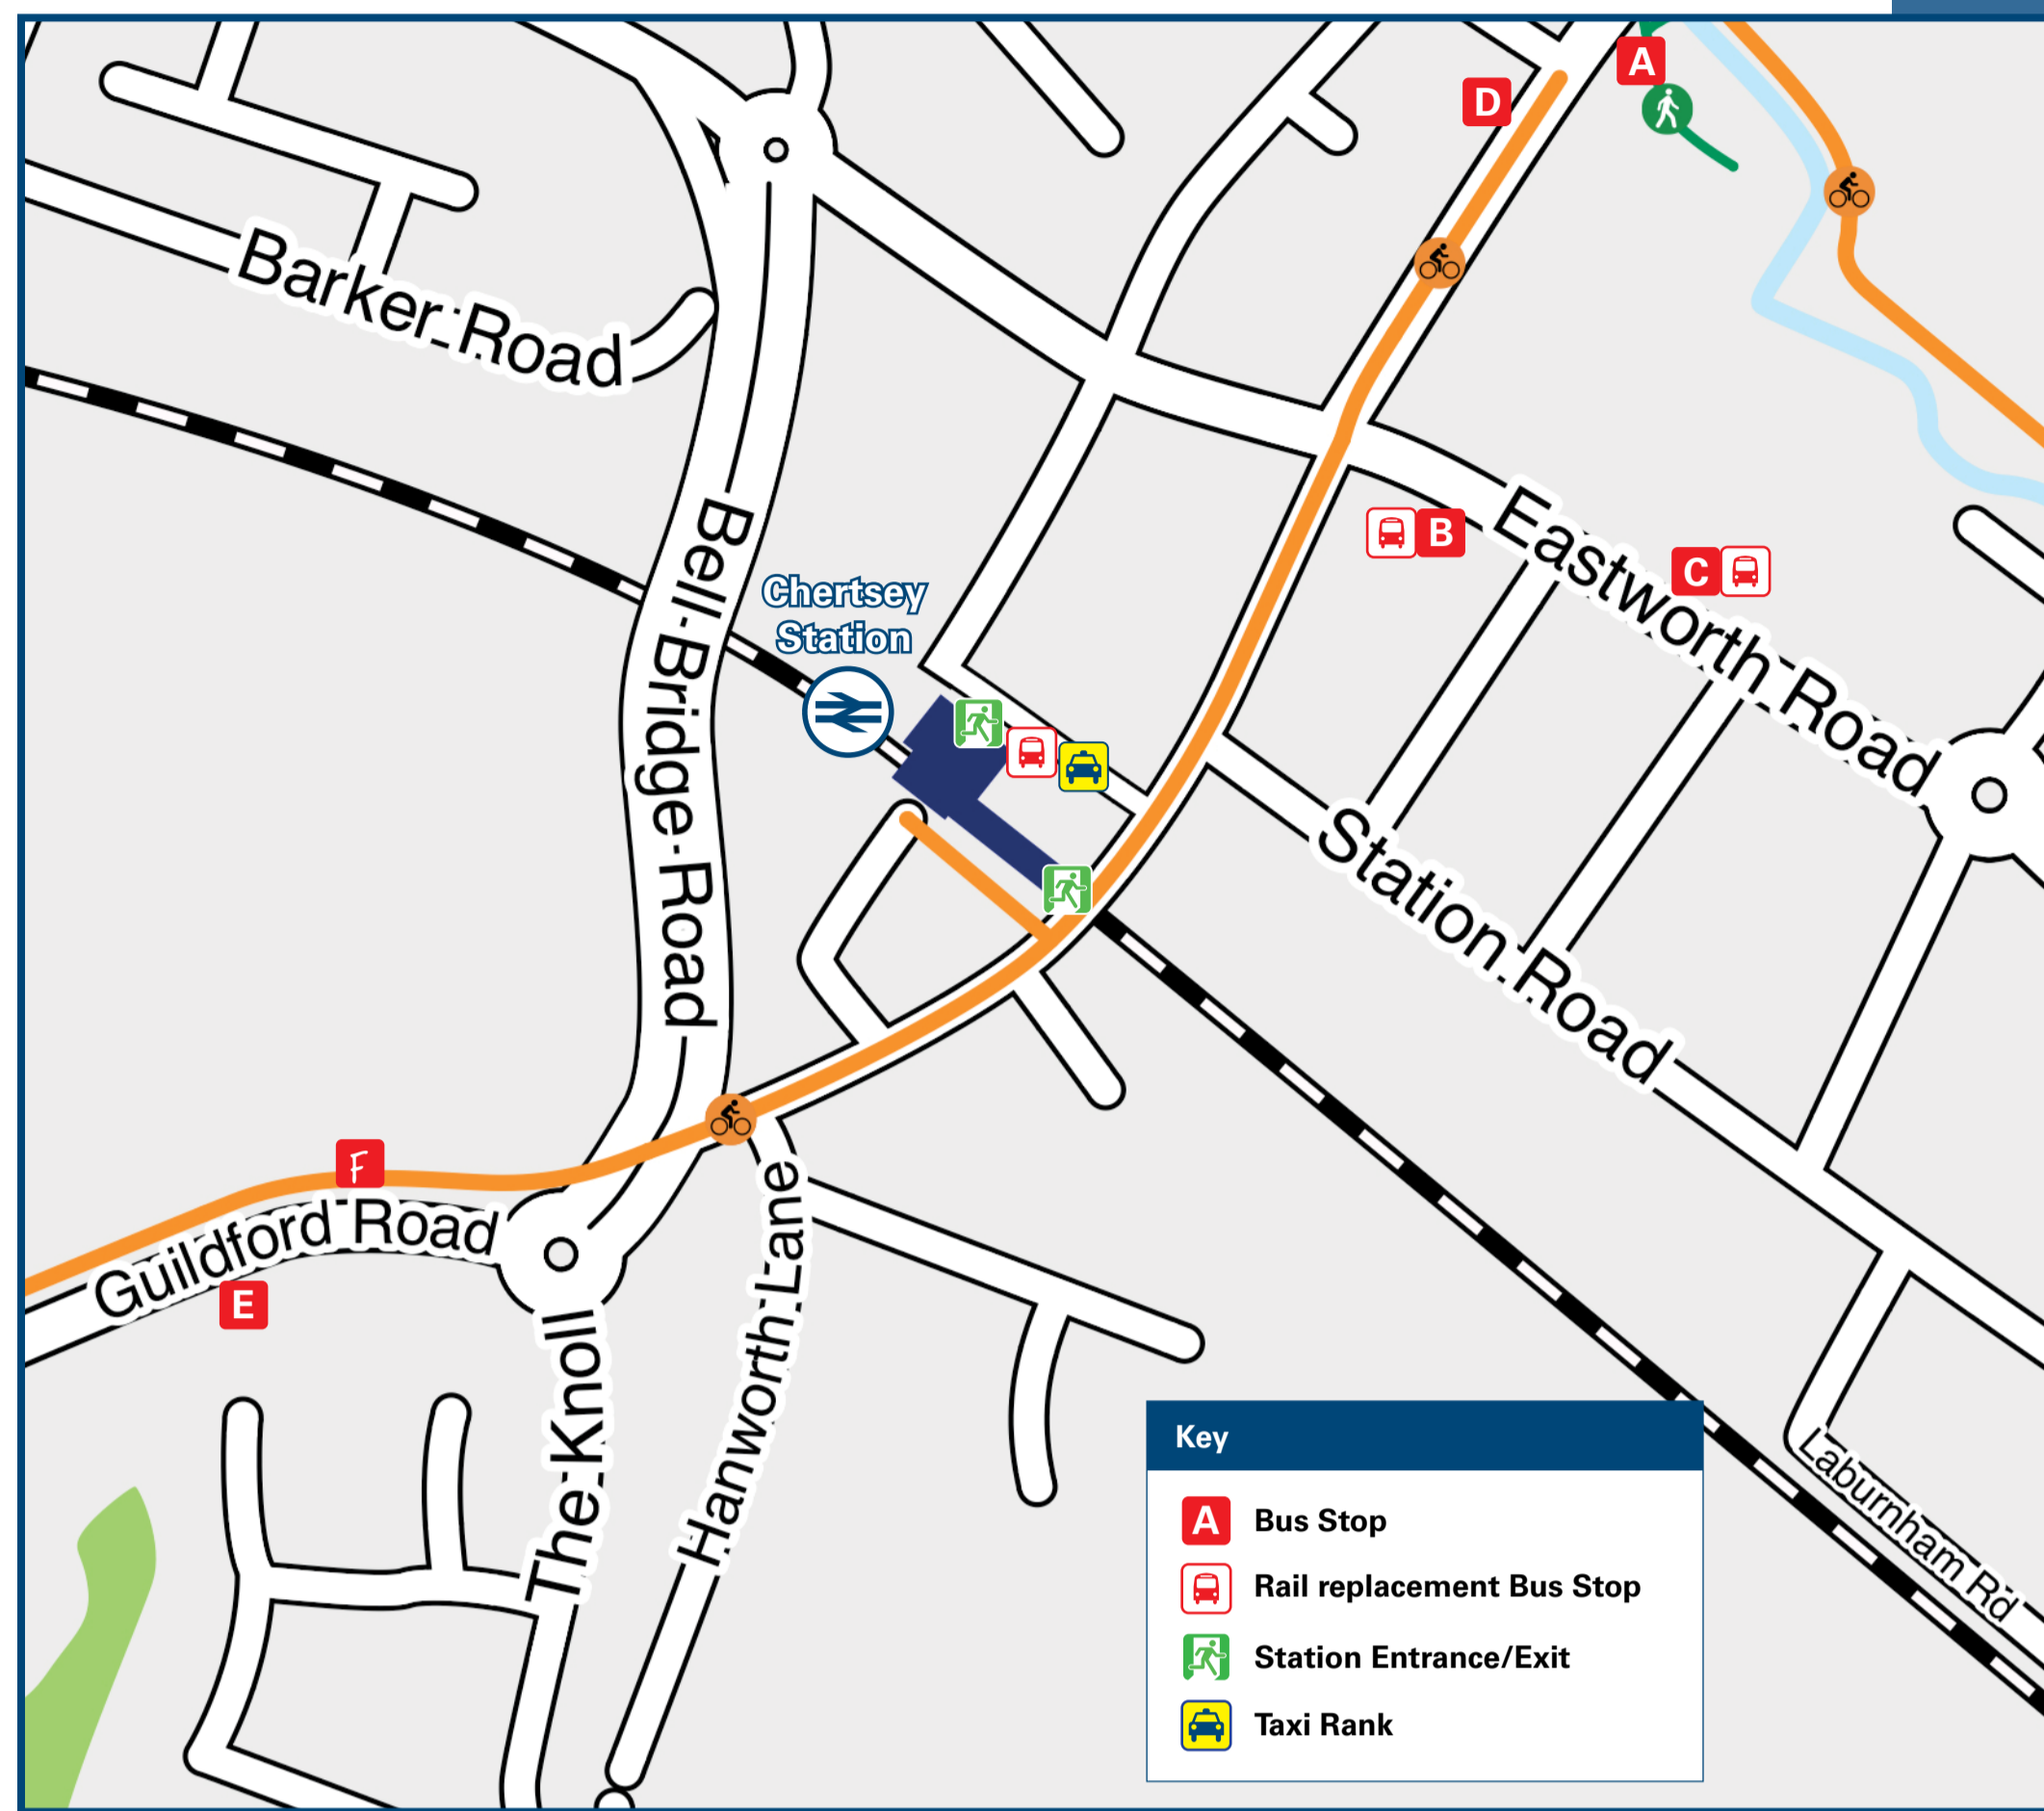 A
D
Barker Road
Eastworth Road
B
C
Bell Bridge Road
Chertsey
Station
Station Road
F
Guildford Road
E
The Knoll
Hanworth Lane
Laburnham Rd
Key
A Bus Stop
Rail replacement Bus Stop
Station Entrance/Exit
Taxi Rank